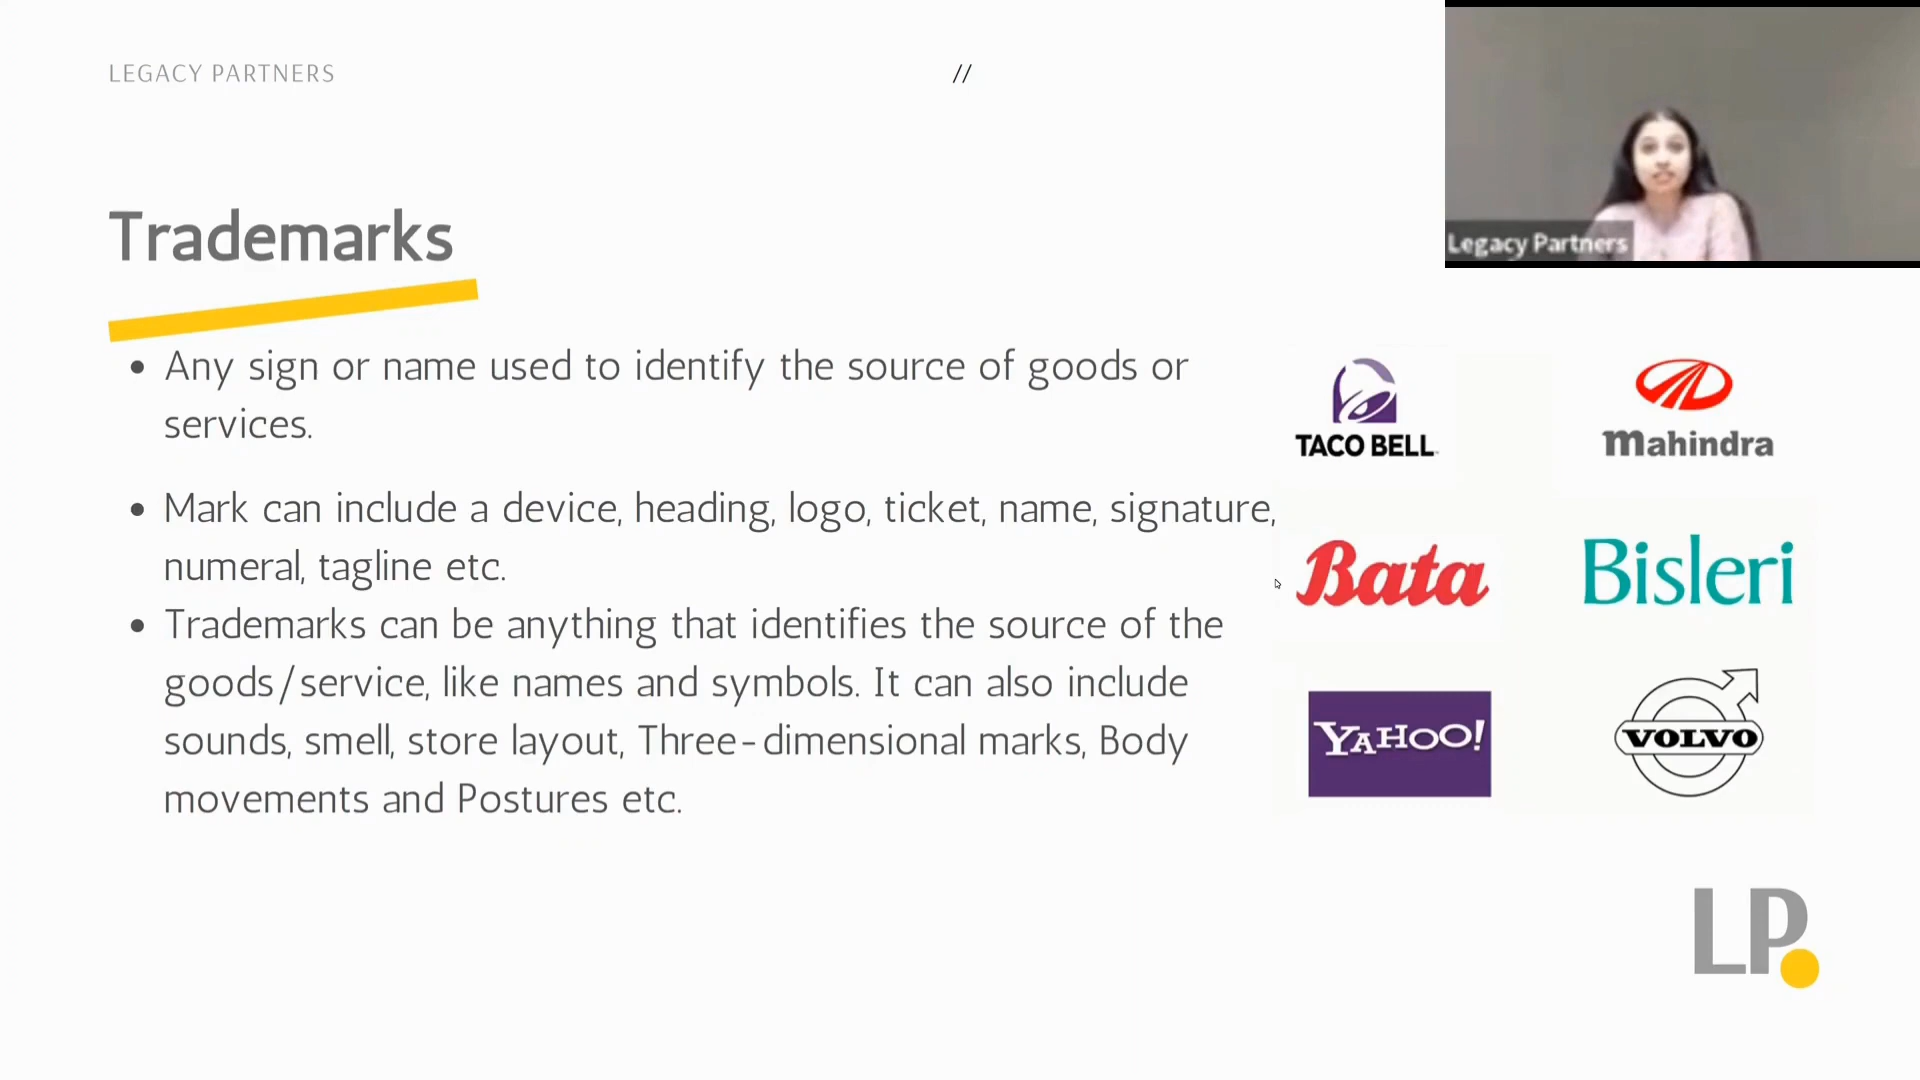 LEGACY PARTNERS
//
Legacy Partners
Trademarks
• Any sign or name used to identify the source of goods or
services.
• Mark can include a device, heading, logo, ticket, name, signature,
numeral, tagline etc.
• Trademarks can be anything that identifies the source of the
goods/service, like names and symbols. It can also include
sounds, smell, store layout, Three-dimensional marks, Body
movements and Postures etc.
TACO BELL
mahindra
Bata
Bisleri
YAHOO!
VOLVO
LP.